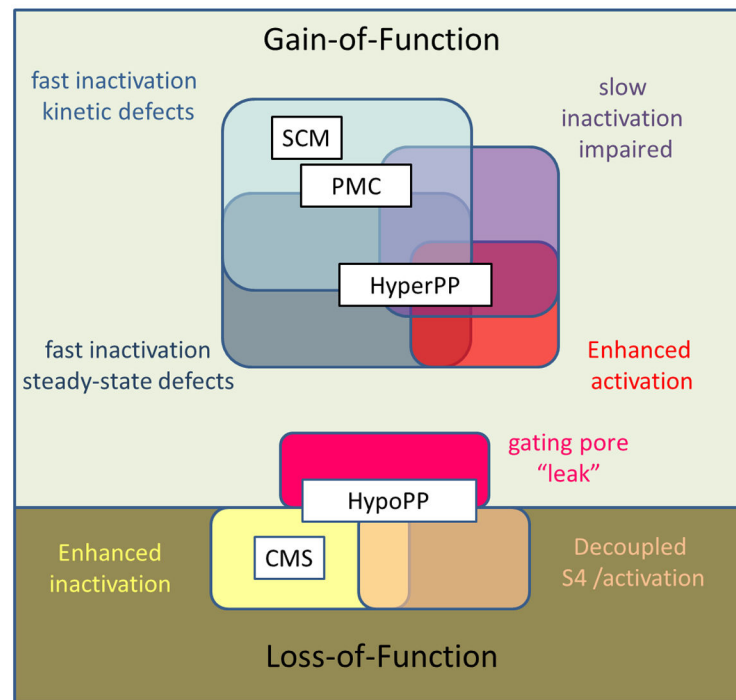 Gain-of-Function
fast inactivation
kinetic defects
slow
inactivation
impaired
SCM
PMC
HyperPP
fast inactivation
steady-state defects
Enhanced
activation
gating pore
“leak”
HypoPP
Enhanced
inactivation
CMS
Decoupled
S4 /activation
Loss-of-Function